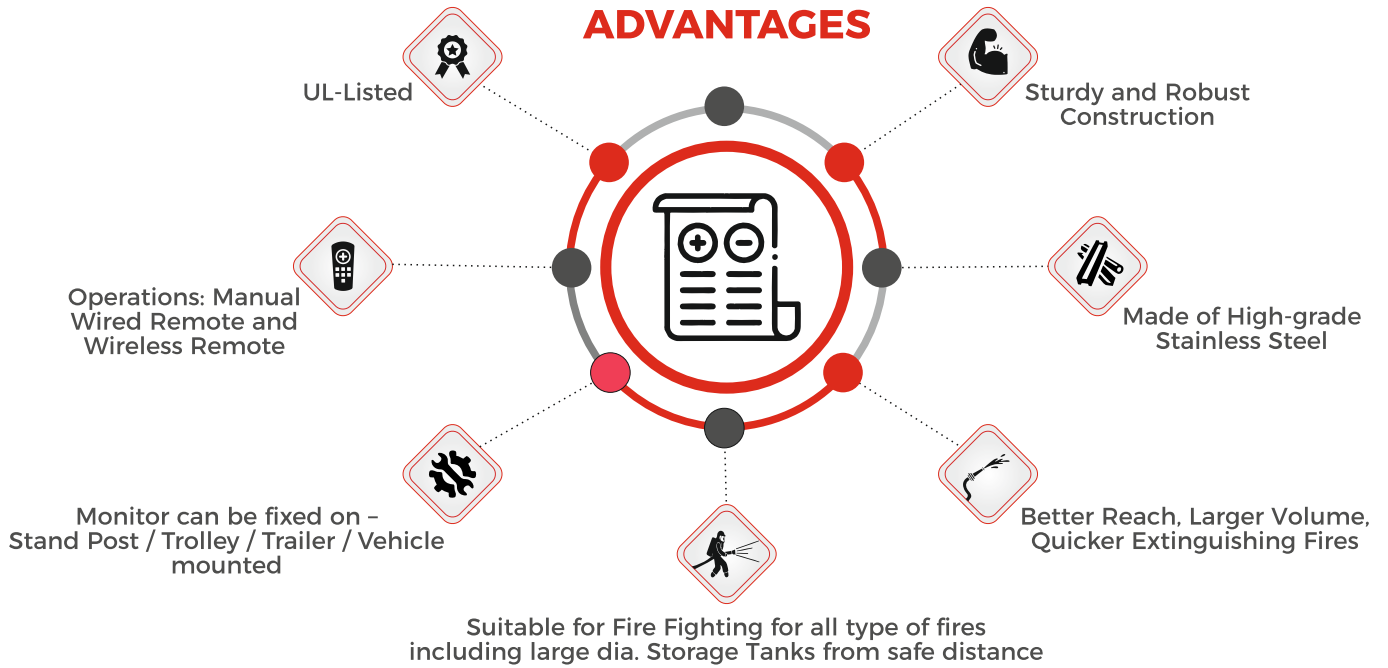 ADVANTAGES
UL-Listed
Sturdy and Robust
Construction
Operations: Manual
Wired Remote and
Wireless Remote
Made of High-grade
Stainless Steel
Monitor can be fixed on –
Stand Post / Trolley / Trailer / Vehicle
mounted
Better Reach, Larger Volume,
Quicker Extinguishing Fires
Suitable for Fire Fighting for all type of fires
including large dia. Storage Tanks from safe distance